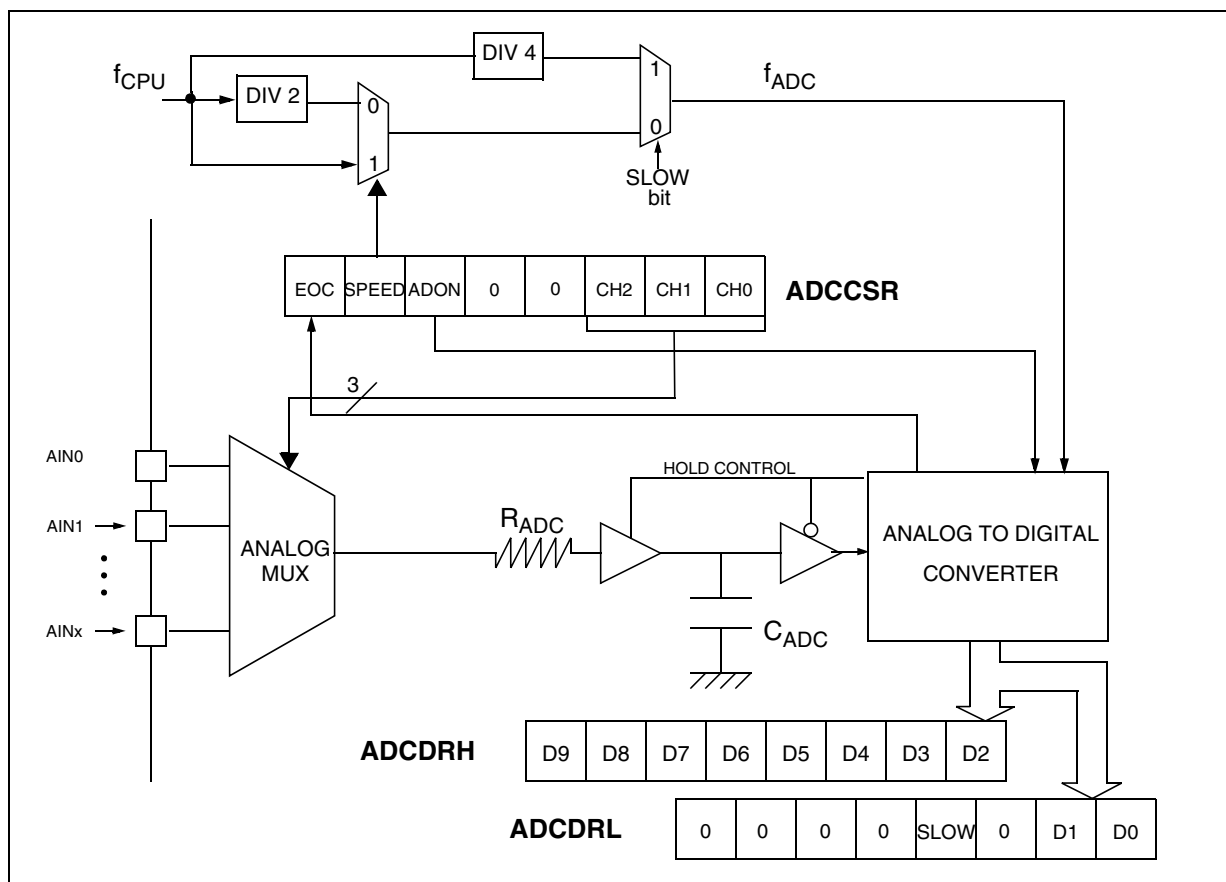 DIV 4
fCPU
DIV 2
0
1
1
0
fADC
SLOW
bit
EOC SPEED ADON 0 0 CH2 CH1 CH0
ADCCSR
3
AIN0
AIN1
AINx
ANALOG
MUX
RADC
HOLD CONTROL
CADC
ANALOG TO DIGITAL
CONVERTER
ADCDRH D9 D8 D7 D6 D5 D4 D3 D2
ADCDRL 0 0 0 0 SLOW 0 D1 D0